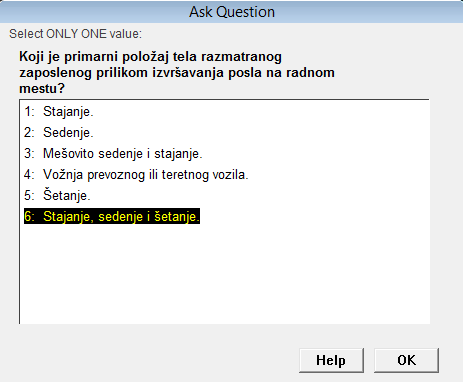 Ask Question
Select ONLY ONE value:
Koji je primarni položaj tela razmatranog
zaposlenog prilikom izvršavanja posla na radnom
mestu?
1: Stajanje.
2: Sedenje.
3: Mešovito sedenje i stajanje.
4: Vožnja prevoznog ili teretnog vozila.
5: Šetanje.
6: Stajanje, sedenje i šetanje.
Help OK